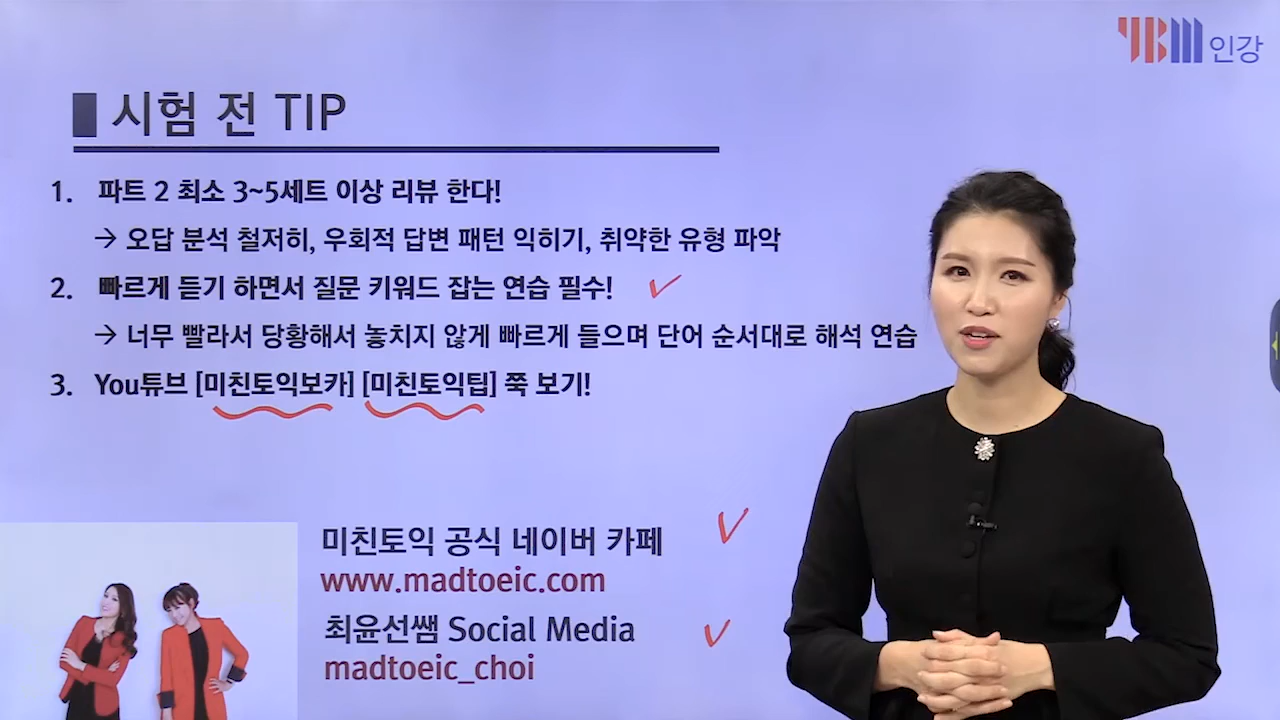 YBM 인강
시험 전 TIP
1. 파트 2 최소 3~5세트 이상 리뷰 한다!
→ 오답 분석 철저히, 우회적 답변 패턴 익히기, 취약한 유형 파악
2. 빠르게 듣기 하면서 질문 키워드 잡는 연습 필수!
→ 너무 빨라서 당황해서 놓치지 않게 빠르게 들으며 단어 순서대로 해석 연습
3. You튜브 [미친토익보카] [미친토익팁] 쭉 보기!
미친토익 공식 네이버 카페
www.madtoeic.com
최윤선쌤 Social Media
madtoeic_choi